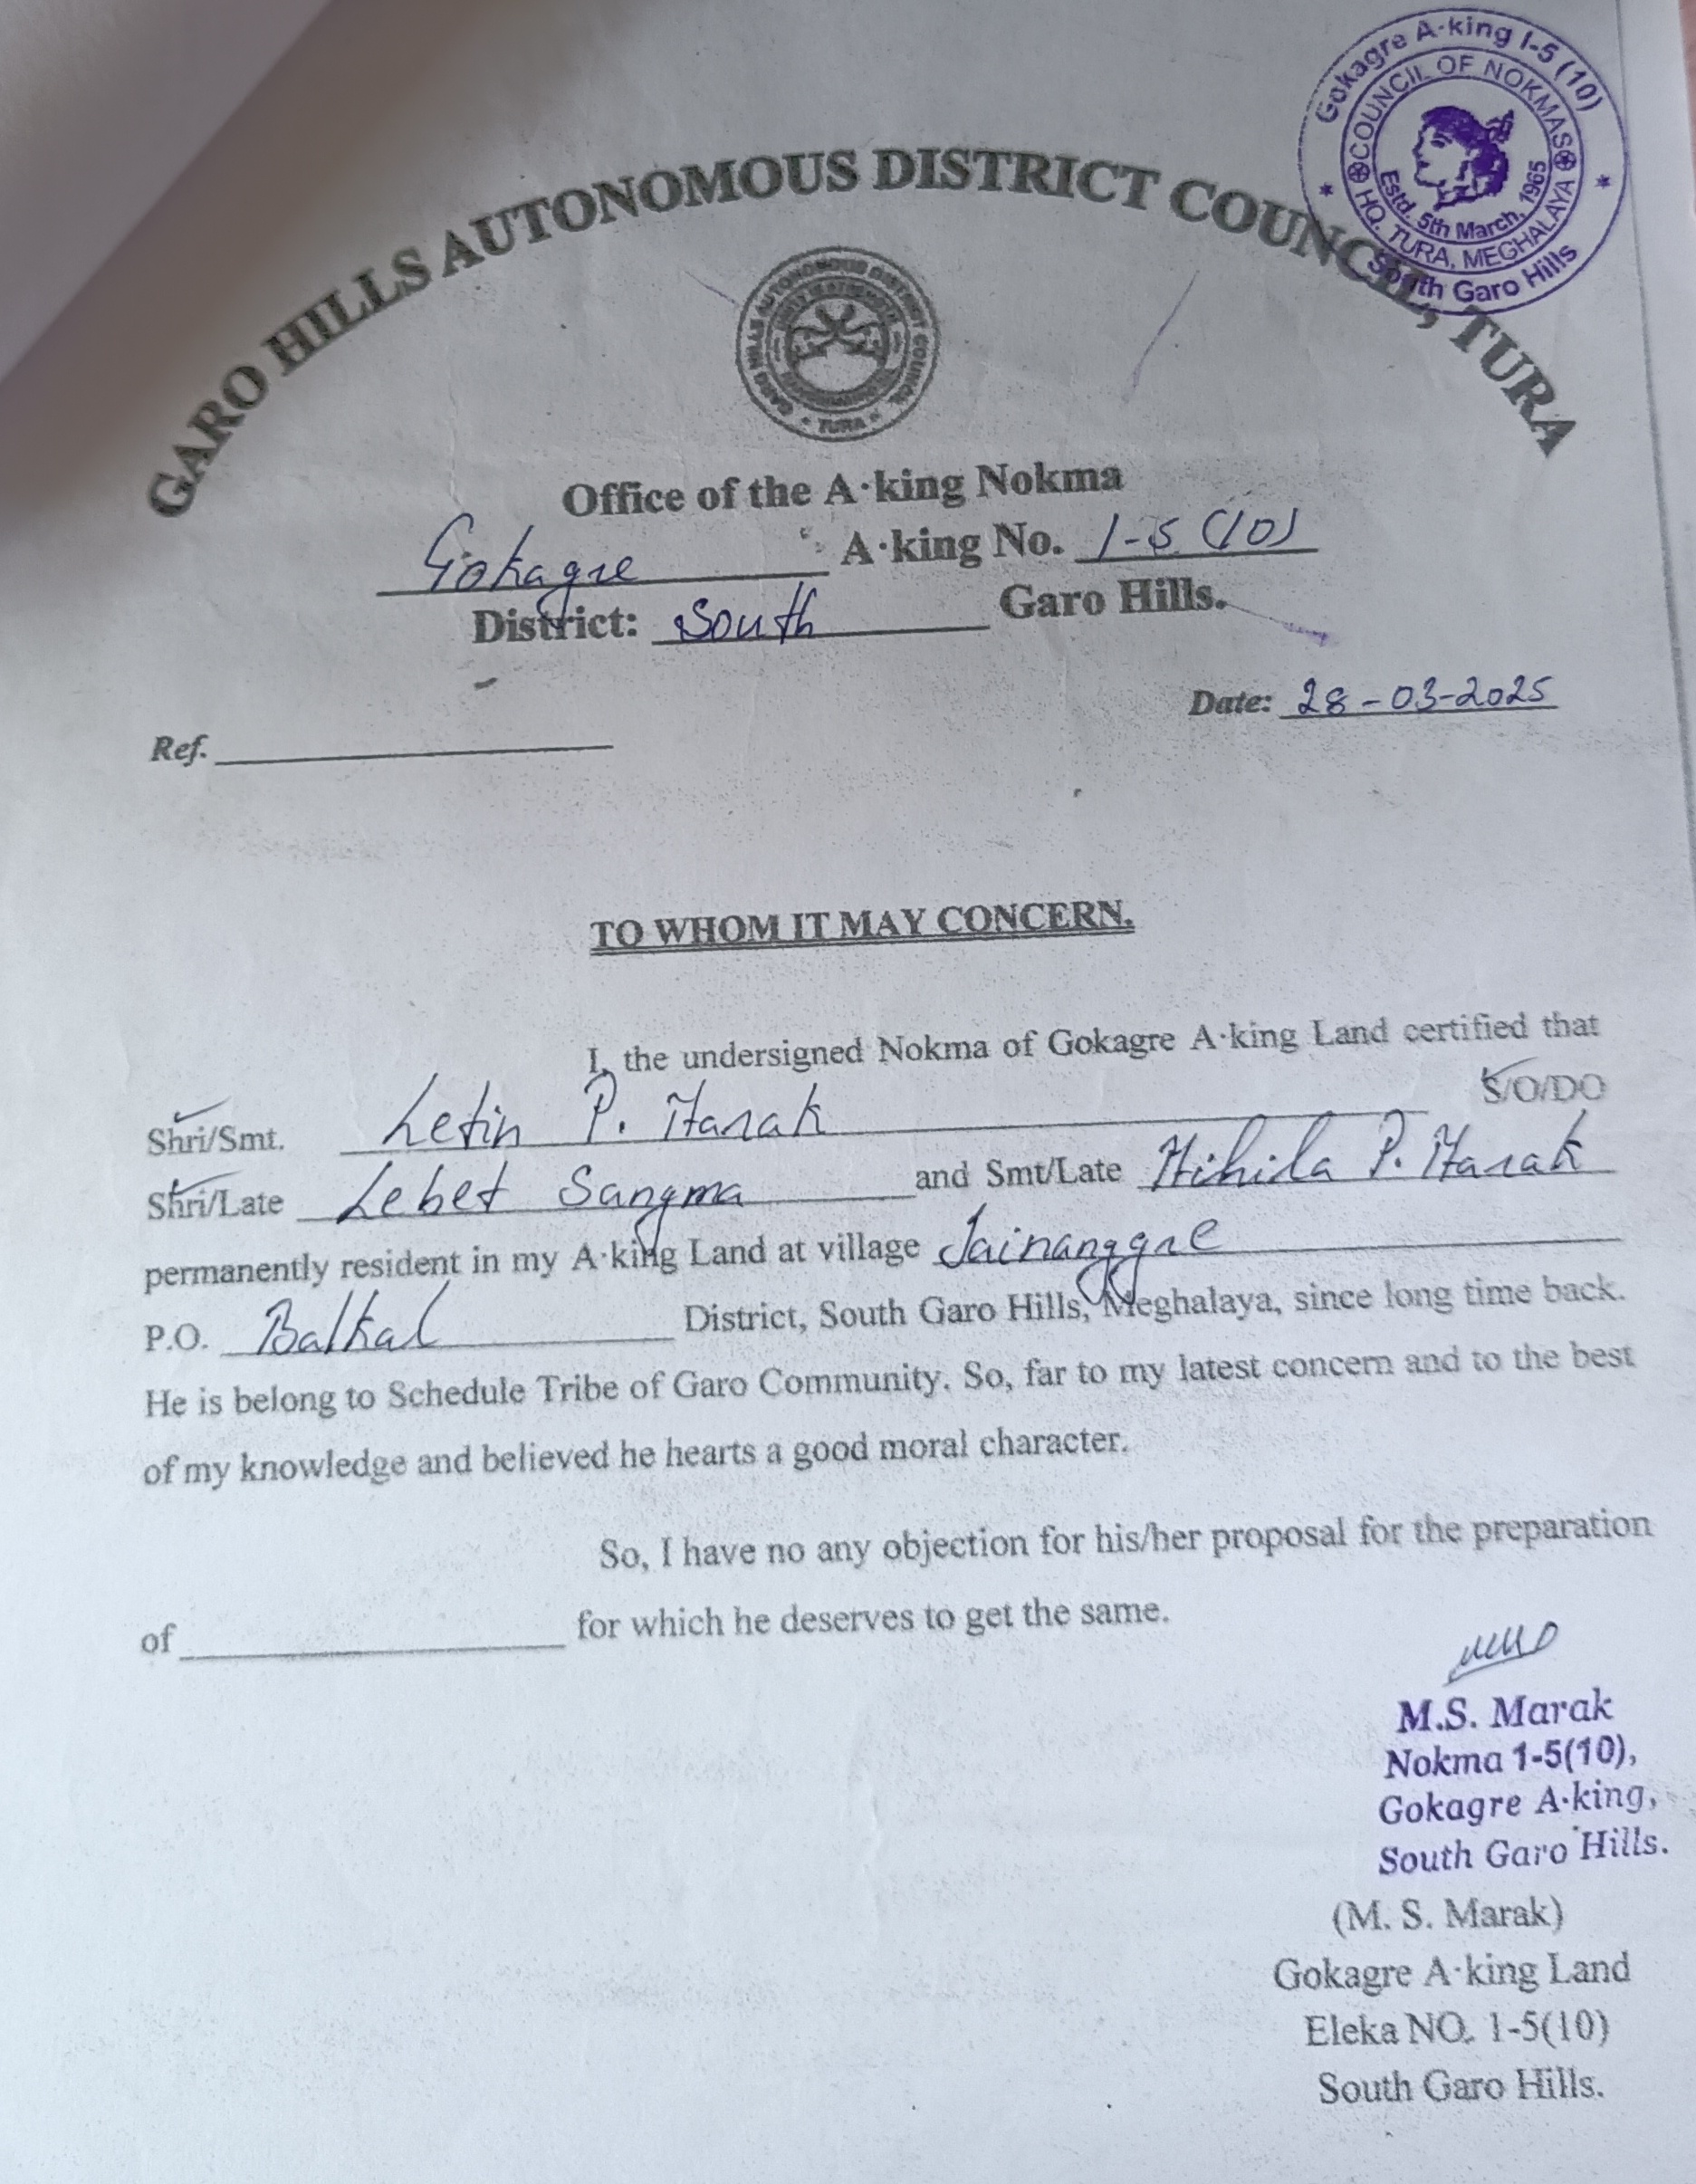 Gokagre A·king I-5 (10)
COUNCIL OF NOKMAS
Estd. 5th March, 1965
HQ. TURA, MEGHALAYA
South Garo Hills
GARO HILLS AUTONOMOUS DISTRICT COUNCIL, TURA
GARO HILLS AUTONOMOUS DISTRICT COUNCIL
TURA
Office of the A·king Nokma
Gokagre A·king No. 1-5 (10)
District: South Garo Hills.
Date: 28-03-2025
Ref.
TO WHOM IT MAY CONCERN.
I, the undersigned Nokma of Gokagre A·king Land certified that
Shri/Smt. Letin P. Marak S/O/DO
Shri/Late Lebet Sangma and Smt/Late P. Marak
permanently resident in my A·king Land at village Jainanggre
P.O. Balkal District, South Garo Hills, Meghalaya, since long time back.
He is belong to Schedule Tribe of Garo Community. So, far to my latest concern and to the best
of my knowledge and believed he hearts a good moral character.
So, I have no any objection for his/her proposal for the preparation
of for which he deserves to get the same.
M.S. Marak
Nokma 1-5(10),
Gokagre A·king,
South Garo Hills.
(M. S. Marak)
Gokagre A·king Land
Eleka NO. 1-5(10)
South Garo Hills.